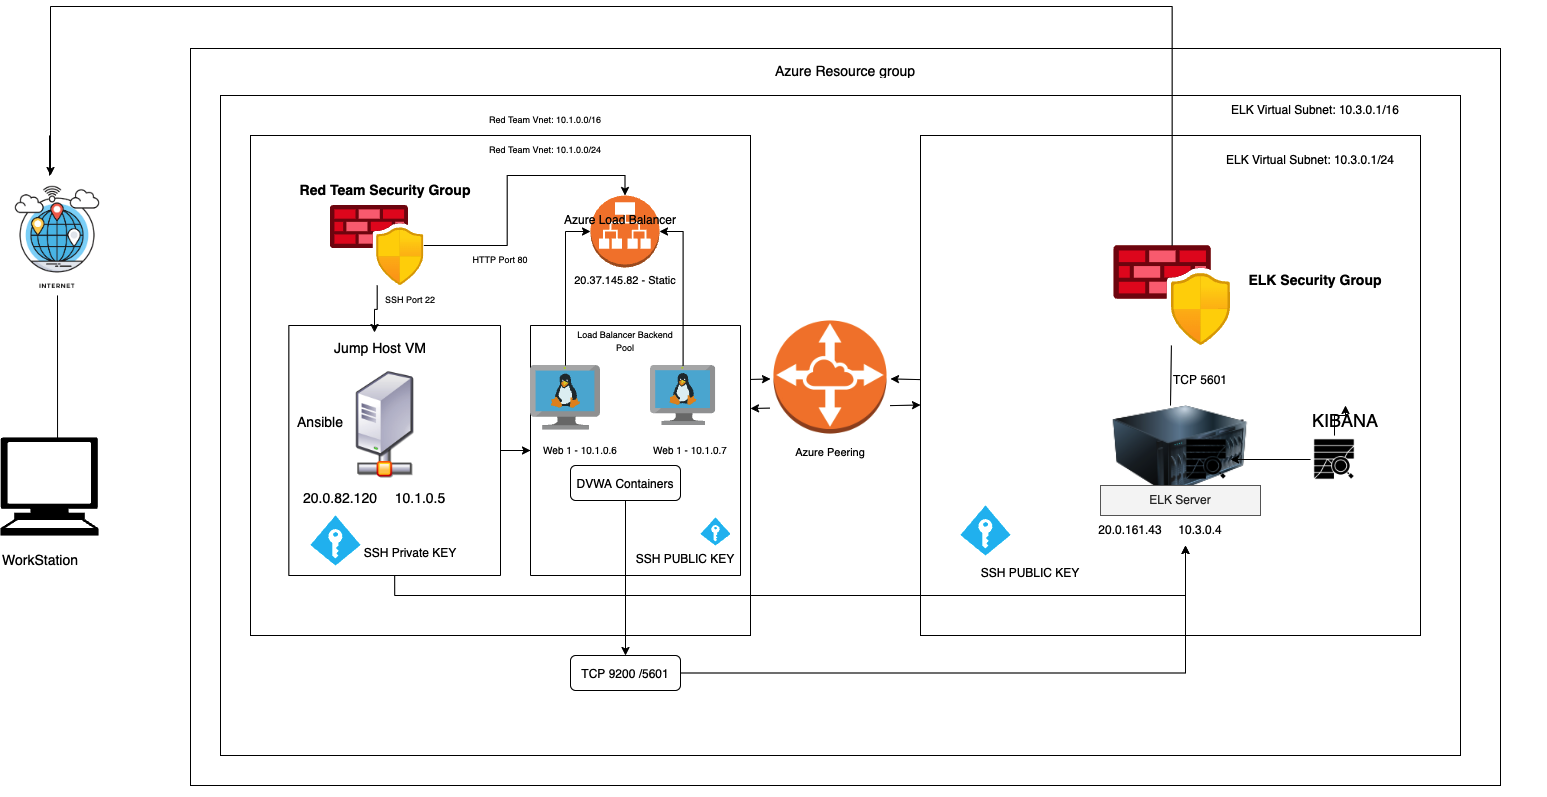 Azure Resource group
ELK Virtual Subnet: 10.3.0.1/16
Red Team Vnet: 10.1.0.0/16
Red Team Vnet: 10.1.0.0/24
ELK Virtual Subnet: 10.3.0.1/24
Red Team Security Group
Azure Load Balancer
HTTP Port 80
20.37.145.82 - Static
SSH Port 22
INTERNET
ELK Security Group
Jump Host VM
Load Balancer Backend
Pool
TCP 5601
Ansible
KIBANA
Web 1 - 10.1.0.6
Web 1 - 10.1.0.7
Azure Peering
DVWA Containers
20.0.82.120 10.1.0.5
ELK Server
20.0.161.43 10.3.0.4
SSH Private KEY
SSH PUBLIC KEY
SSH PUBLIC KEY
WorkStation
TCP 9200 /5601